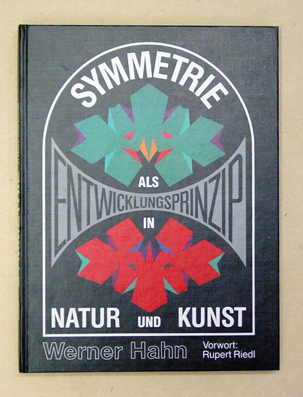 SYMMETRIE
ALS
ENTWICKLUNGSPRINZIP
IN
NATUR UND KUNST
Werner Hahn
Vorwort:
Rupert Riedl